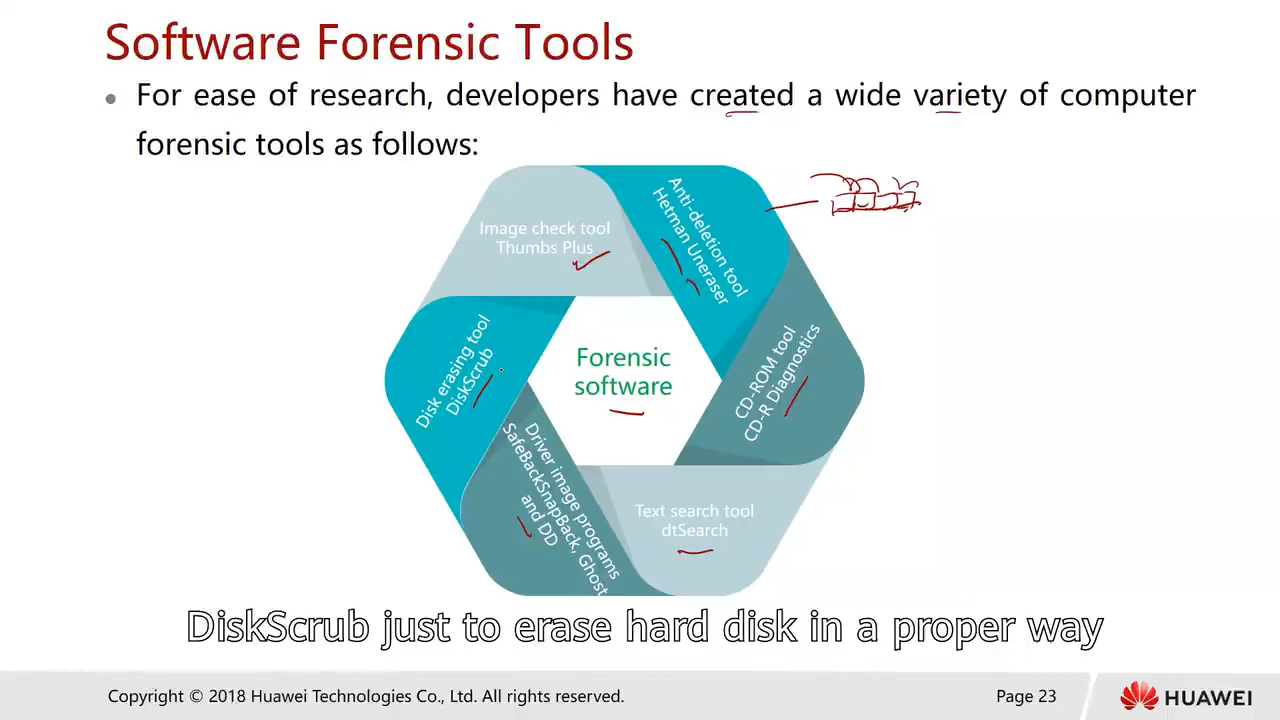 Software Forensic Tools
For ease of research, developers have created a wide variety of computer
forensic tools as follows:
Image check tool
Thumbs Plus
Anti-deletion tool
Hetman Uneraser
CD-ROM tool
CD-R Diagnostics
Text search tool
dtSearch
Driver image programs
SafeBackSnapBack, Ghost
and DD
Disk erasing tool
DiskScrub
Forensic
software
DiskScrub just to erase hard disk in a proper way
Copyright © 2018 Huawei Technologies Co., Ltd. All rights reserved.
Page 23
HUAWEI